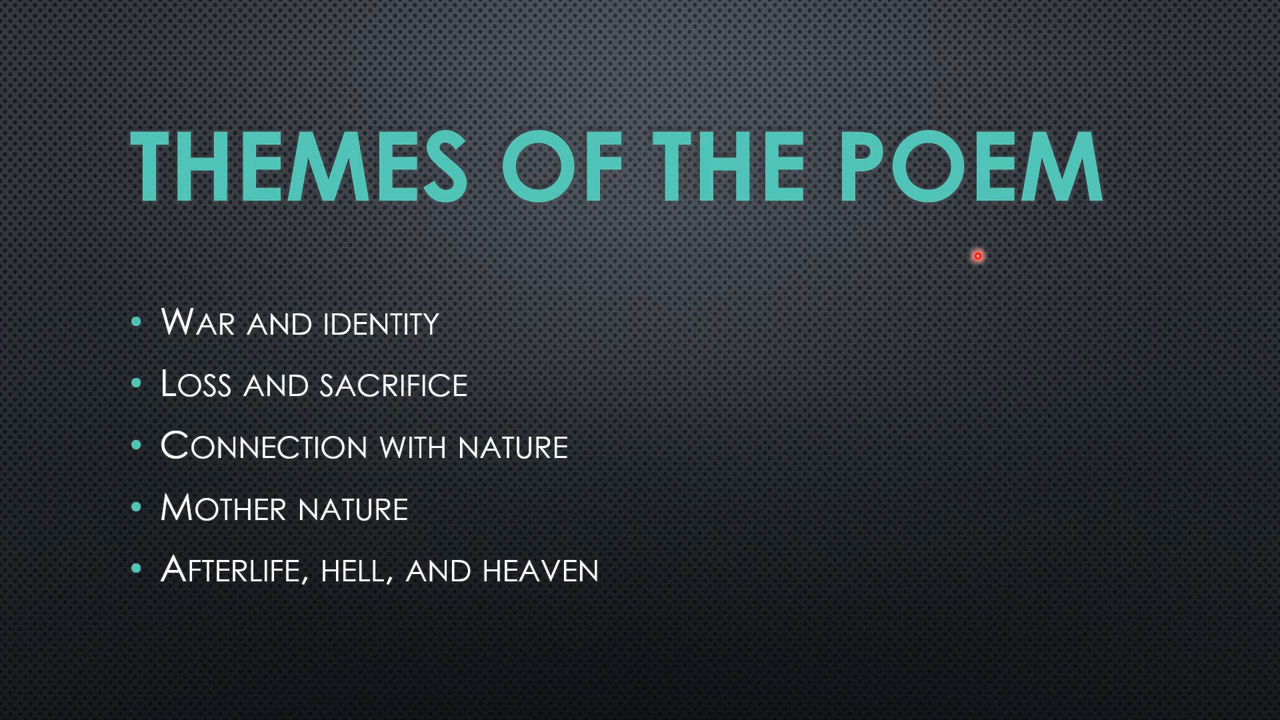 THEMES OF THE POEM
• WAR AND IDENTITY
• LOSS AND SACRIFICE
• CONNECTION WITH NATURE
• MOTHER NATURE
• AFTERLIFE, HELL, AND HEAVEN